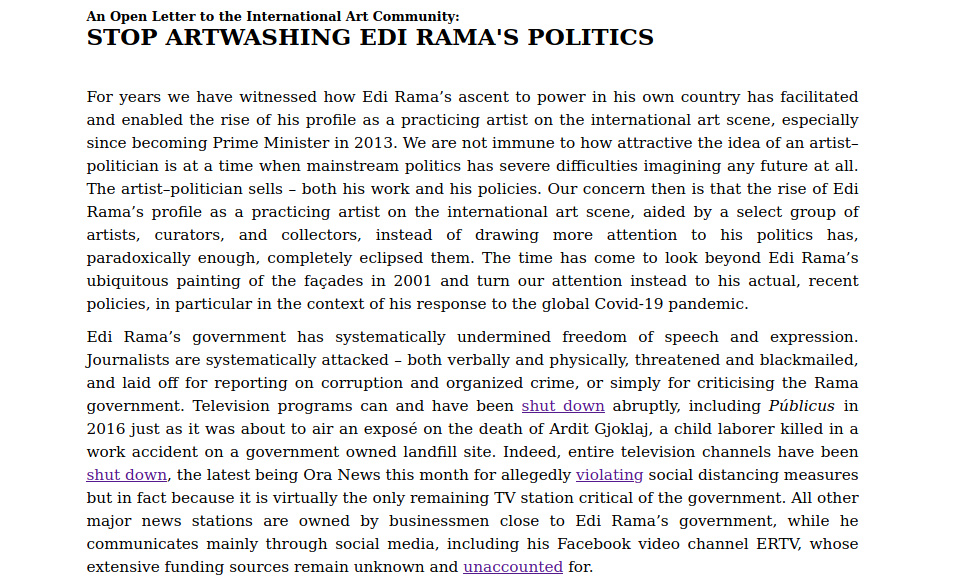 An Open Letter to the International Art Community:
STOP ARTWASHING EDI RAMA'S POLITICS
For years we have witnessed how Edi Rama’s ascent to power in his own country has facilitated
and enabled the rise of his profile as a practicing artist on the international art scene, especially
since becoming Prime Minister in 2013. We are not immune to how attractive the idea of an artist–
politician is at a time when mainstream politics has severe difficulties imagining any future at all.
The artist–politician sells – both his work and his policies. Our concern then is that the rise of Edi
Rama’s profile as a practicing artist on the international art scene, aided by a select group of
artists, curators, and collectors, instead of drawing more attention to his politics has,
paradoxically enough, completely eclipsed them. The time has come to look beyond Edi Rama’s
ubiquitous painting of the façades in 2001 and turn our attention instead to his actual, recent
policies, in particular in the context of his response to the global Covid-19 pandemic.
Edi Rama’s government has systematically undermined freedom of speech and expression.
Journalists are systematically attacked – both verbally and physically, threatened and blackmailed,
and laid off for reporting on corruption and organized crime, or simply for criticising the Rama
government. Television programs can and have been shut down abruptly, including Públicus in
2016 just as it was about to air an exposé on the death of Ardit Gjoklaj, a child laborer killed in a
work accident on a government owned landfill site. Indeed, entire television channels have been
shut down, the latest being Ora News this month for allegedly violating social distancing measures
but in fact because it is virtually the only remaining TV station critical of the government. All other
major news stations are owned by businessmen close to Edi Rama’s government, while he
communicates mainly through social media, including his Facebook video channel ERTV, whose
extensive funding sources remain unknown and unaccounted for.